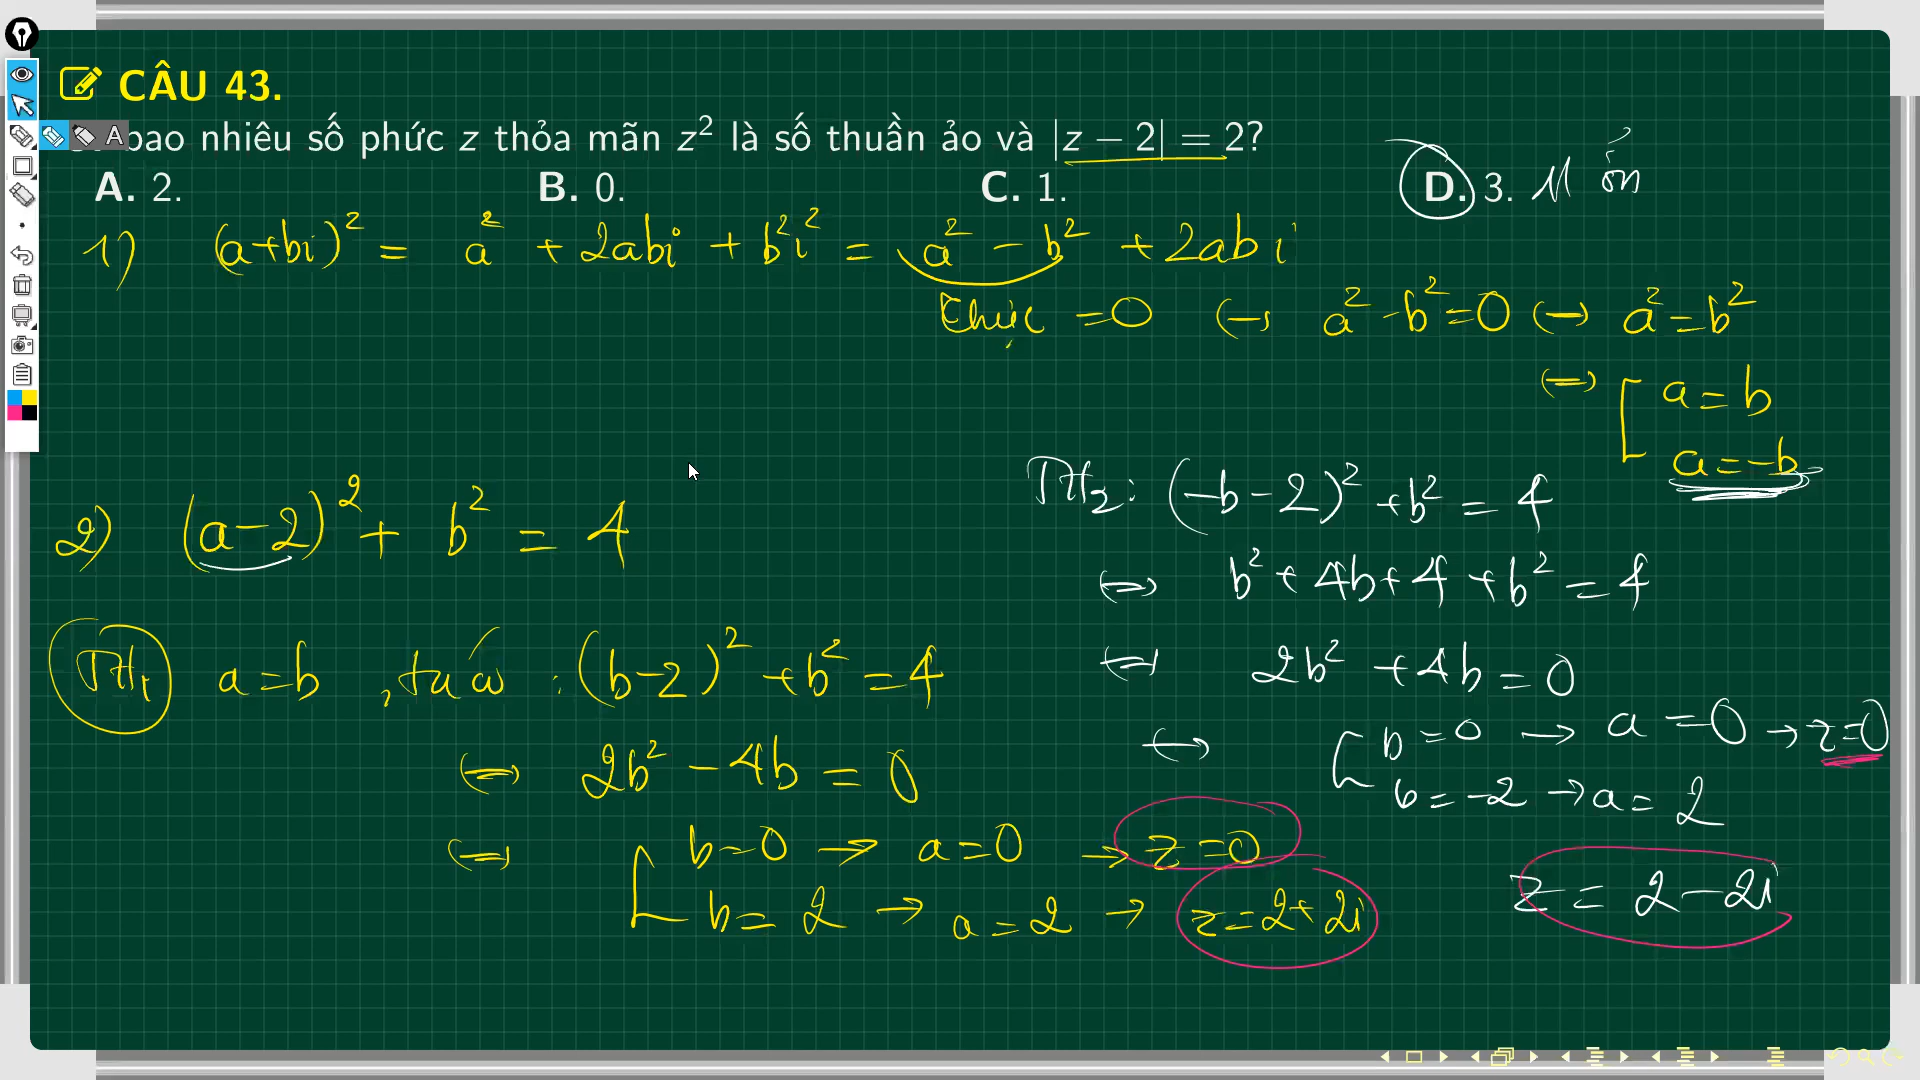 CÂU 43.
bao nhiêu số phức z thỏa mãn z² là số thuần ảo và |z − 2| = 2?
A. 2. B. 0. C. 1. D. 3.
1) (a+bi)² = a² + 2abi + b²i² = a² − b² + 2abi
Thực = 0 ⇔ a² − b² = 0 ⇔ a² = b²
⇔ [ a = b
a = −b
2) (a−2)² + b² = 4
TH1 a = b, ta có : (b−2)² + b² = 4
⇔ 2b² − 4b = 0
⇔ [ b = 0 → a = 0 → z = 0
b = 2 → a = 2 → z = 2 + 2i
TH2: (−b−2)² + b² = 4
⇔ b² + 4b + 4 + b² = 4
⇔ 2b² + 4b = 0
⇔ [ b = 0 → a = 0 → z = 0
b = −2 → a = 2
z = 2 − 2i